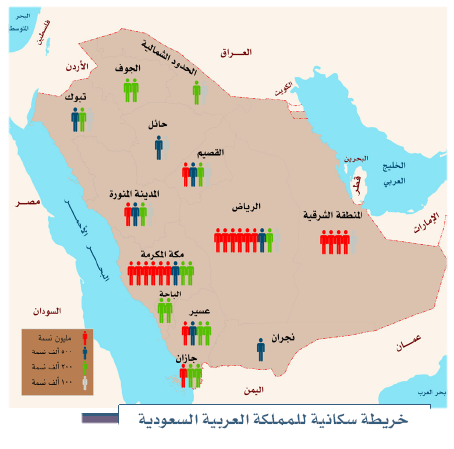 البحر
المتوسط
فلسطين
الأردن
العراق
الكويت
الحدود الشمالية
الجوف
تبوك
حائل
القصيم
البحرين
الخليج
العربي
قطر
المدينة المنورة
الرياض
المنطقة الشرقية
الإمارات
مصر
البحر الأحمر
مكة المكرمة
الباحة
عسير
السودان
نجران
جازان
عمان
اليمن
بحر العرب
مليون نسمة
٥٠٠ ألف نسمة
٢٠٠ ألف نسمة
١٠٠ ألف نسمة
خريطة سكانية للمملكة العربية السعودية